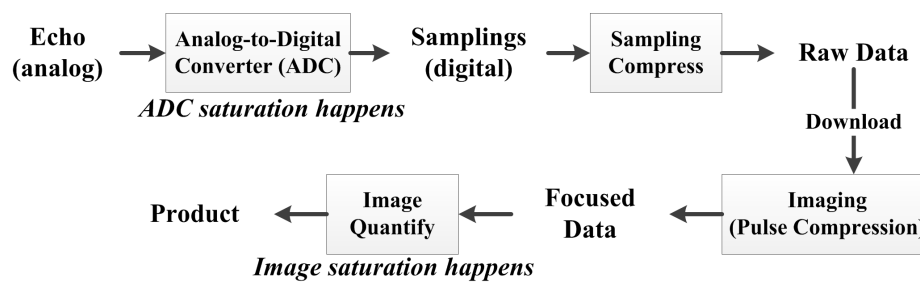 Echo
(analog)
Analog-to-Digital
Converter (ADC)
ADC saturation happens
Samplings
(digital)
Sampling
Compress
Raw Data
Download
Imaging
(Pulse Compression)
Focused
Data
Image
Quantify
Image saturation happens
Product